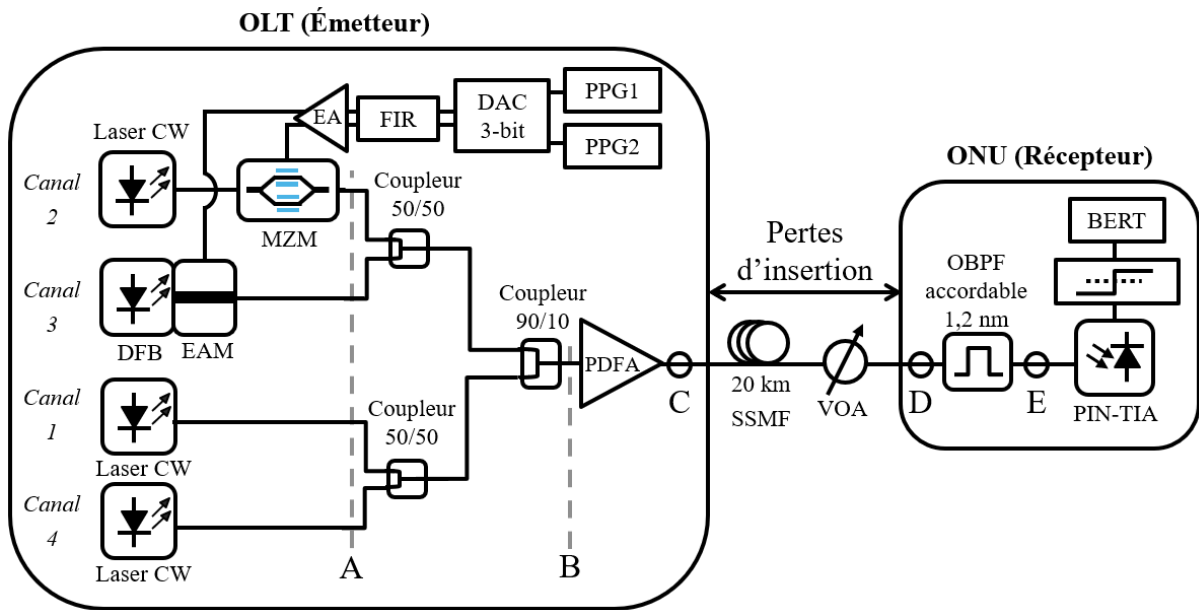 OLT (Émetteur)
PPG1
PPG2
DAC
3-bit
FIR
EA
Laser CW
Canal
2
MZM
Coupleur
50/50
Canal
3
DFB
EAM
Coupleur
90/10
PDFA
Canal
1
Laser CW
Coupleur
50/50
Canal
4
Laser CW
A
B
C
Pertes
d’insertion
20 km
SSMF
VOA
ONU (Récepteur)
BERT
OBPF
accordable
1,2 nm
D
E
PIN-TIA